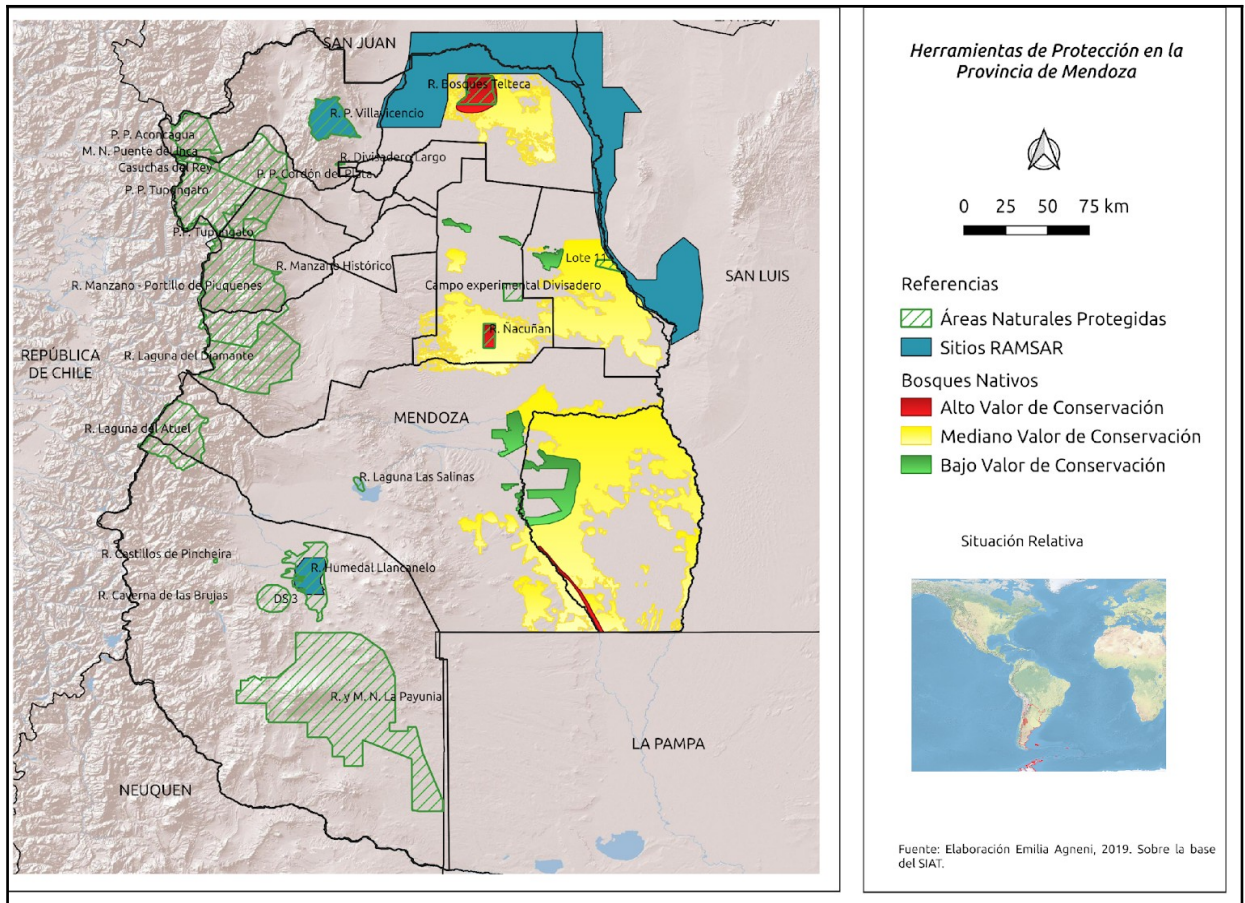 SAN JUAN
R. Bosques Telteca
R. P. Villavicencio
P. P. Aconcagua
M. N. Puente del Inca
R. Divisadero Largo
Casuchas del Rey
P. P. Cordón del Plata
P. P. Tupungato
P.P. Tupungato
Lote 11
R. Manzano Histórico
SAN LUIS
R. Manzano - Portillo de Piuquenes
Campo experimental Divisadero
R. Ñacuñan
REPÚBLICA
DE CHILE
R. Laguna del Diamante
MENDOZA
R. Laguna del Atuel
R. Laguna Las Salinas
R. Castillos de Pincheira
R. Humedal Llancanelo
R. Caverna de las Brujas
DS 3
R. y M. N. La Payunia
LA PAMPA
NEUQUEN
Herramientas de Protección en la
Provincia de Mendoza
0 25 50 75 km
Referencias
Áreas Naturales Protegidas
Sitios RAMSAR
Bosques Nativos
Alto Valor de Conservación
Mediano Valor de Conservación
Bajo Valor de Conservación
Situación Relativa
Fuente: Elaboración Emilia Agneni, 2019. Sobre la base
del SIAT.